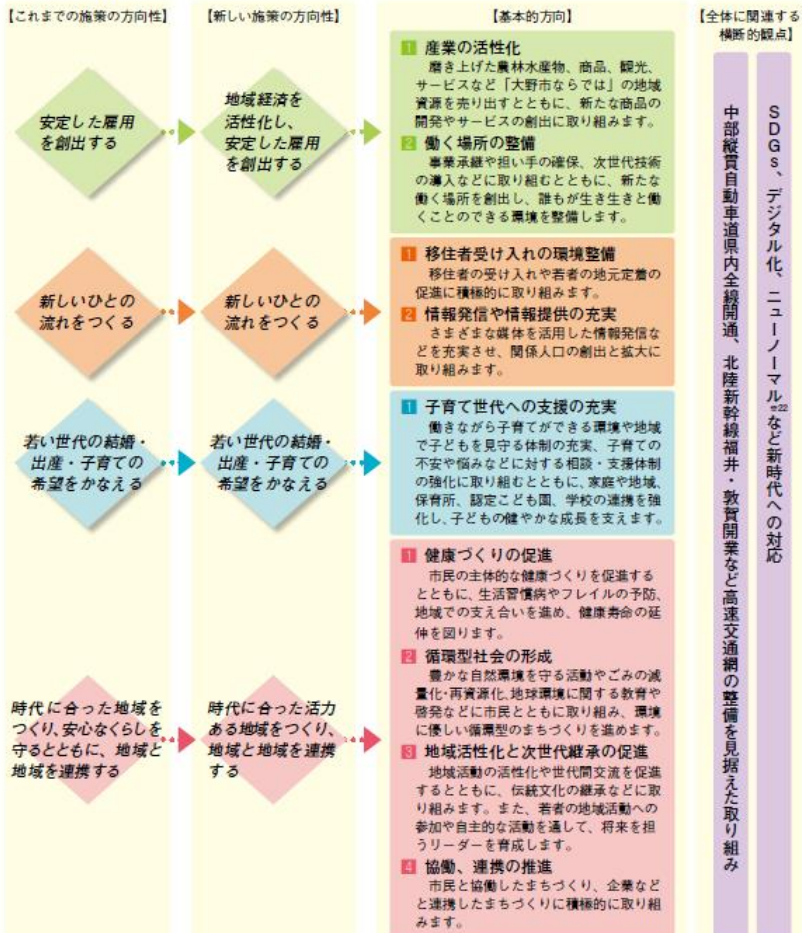 【これまでの施策の方向性】
【新しい施策の方向性】
【基本的方向】
【全体に関連する
横断的観点】
安定した雇用
を創出する
地域経済を
活性化し、
安定した雇用
を創出する
1 産業の活性化
磨き上げた農林水産物、商品、観光、
サービスなど「大野市ならでは」の地域
資源を売り出すとともに、新たな商品の
開発やサービスの創出に取り組みます。
2 働く場所の整備
事業承継や担い手の確保、次世代技術
の導入などに取り組むとともに、新たな
働く場所を創出し、誰もが生き生きと働
くことのできる環境を整備します。
新しいひとの
流れをつくる
新しいひとの
流れをつくる
1 移住者受け入れの環境整備
移住者の受け入れや若者の地元定着の
促進に積極的に取り組みます。
2 情報発信や情報提供の充実
さまざまな媒体を活用した情報発信な
どを充実させ、関係人口の創出と拡大に
取り組みます。
若い世代の結婚・
出産・子育ての
希望をかなえる
若い世代の結婚・
出産・子育ての
希望をかなえる
1 子育て世代への支援の充実
働きながら子育てができる環境や地域
で子どもを見守る体制の充実、子育ての
不安や悩みなどに対する相談・支援体制
の強化に取り組むとともに、家庭や地域、
保育所、認定こども園、学校の連携を強
化し、子どもの健やかな成長を支えます。
時代に合った地域を
つくり、安心なくらしを
守るとともに、地域と
地域を連携する
時代に合った活力
ある地域をつくり、
地域と地域を連携
する
1 健康づくりの促進
市民の主体的な健康づくりを促進する
とともに、生活習慣病やフレイルの予防、
地域での支え合いを進め、健康寿命の延
伸を図ります。
2 循環型社会の形成
豊かな自然環境を守る活動やごみの減
量化・再資源化、地球環境に関する教育や
啓発などに市民とともに取り組み、環境
に優しい循環型のまちづくりを進めます。
3 地域活性化と次世代継承の促進
地域活動の活性化や世代間交流を促進
するとともに、伝統文化の継承などに取
り組みます。また、若者の地域活動への
参加や自主的な活動を通して、将来を担
うリーダーを育成します。
4 協働、連携の推進
市民と協働したまちづくり、企業など
と連携したまちづくりに積極的に取り組
みます。
SDGs、デジタル化、ニューノーマル※22など新時代への対応
中部縦貫自動車道県内全線開通、北陸新幹線福井・敦賀開業など高速交通網の整備を見据えた取り組み